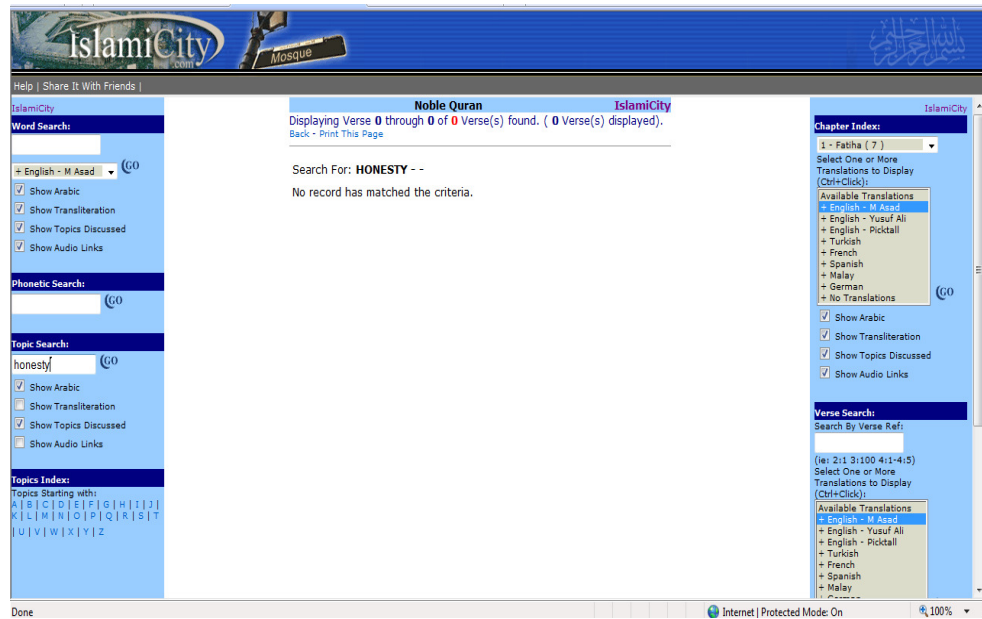 IslamiCity
.com
Mosque
Help | Share It With Friends |
IslamiCity
Word Search:
+ English - M Asad
GO
Show Arabic
Show Transliteration
Show Topics Discussed
Show Audio Links
Phonetic Search:
GO
Topic Search:
honesty
GO
Show Arabic
Show Transliteration
Show Topics Discussed
Show Audio Links
Topics Index:
Topics Starting with:
A | B | C | D | E | F | G | H | I | J |
K | L | M | N | O | P | Q | R | S | T
| U | V | W | X | Y | Z
Noble Quran IslamiCity
Displaying Verse 0 through 0 of 0 Verse(s) found. ( 0 Verse(s) displayed).
Back - Print This Page
Search For: HONESTY - -
No record has matched the criteria.
IslamiCity
Chapter Index:
1 - Fatiha ( 7 )
Select One or More
Translations to Display
(Ctrl+Click):
Available Translations
+ English - M Asad
+ English - Yusuf Ali
+ English - Picktall
+ Turkish
+ French
+ Spanish
+ Malay
+ German
+ No Translations
GO
Show Arabic
Show Transliteration
Show Topics Discussed
Show Audio Links
Verse Search:
Search By Verse Ref:
(ie: 2:1 3:100 4:1-4:5)
Select One or More
Translations to Display
(Ctrl+Click):
Available Translations
+ English - M Asad
+ English - Yusuf Ali
+ English - Picktall
+ Turkish
+ French
+ Spanish
+ Malay
Done
Internet | Protected Mode: On
100%